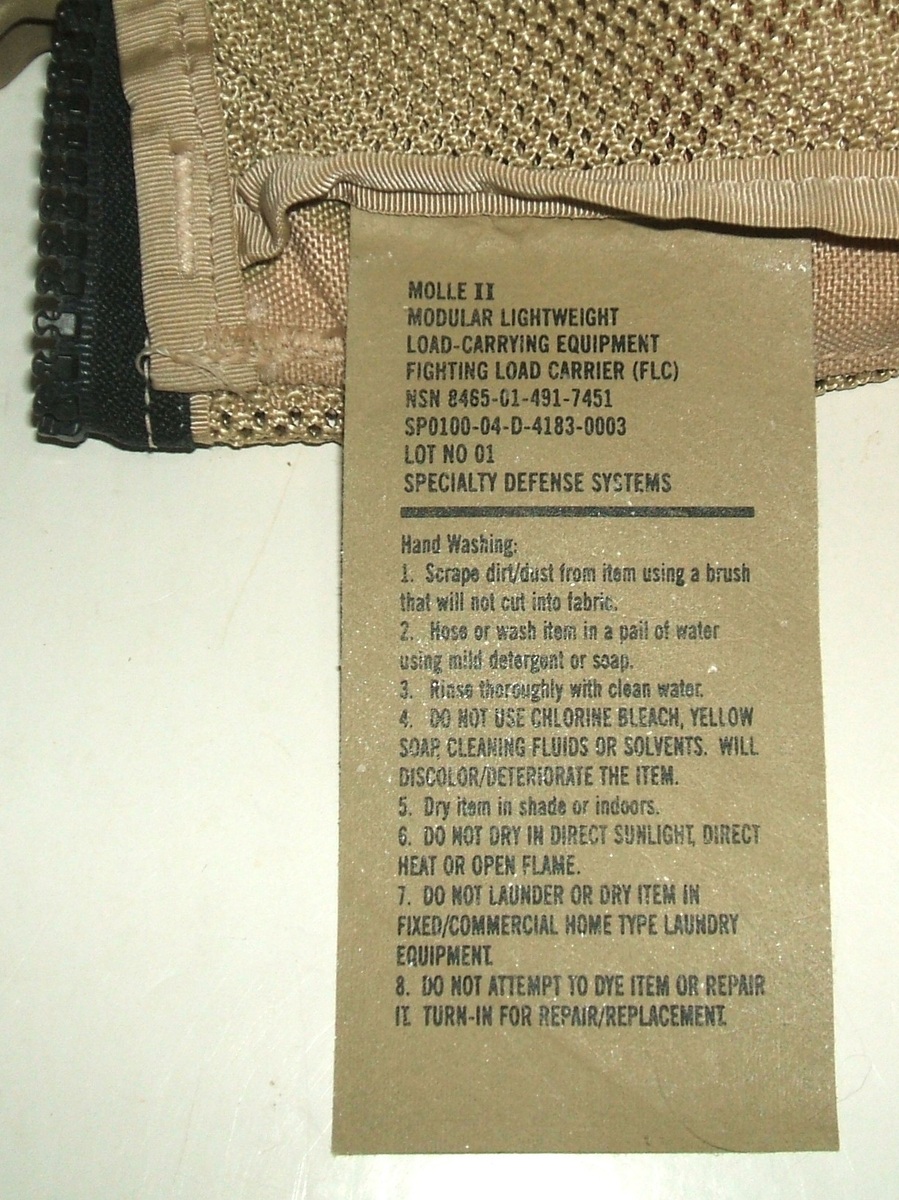 MOLLE II
MODULAR LIGHTWEIGHT
LOAD-CARRYING EQUIPMENT
FIGHTING LOAD CARRIER (FLC)
NSN 8465-01-491-7451
SP0100-04-D-4183-0003
LOT NO 01
SPECIALTY DEFENSE SYSTEMS
Hand Washing:
1. Scrape dirt/dust from item using a brush
that will not cut into fabric.
2. Hose or wash item in a pail of water
using mild detergent or soap.
3. Rinse thoroughly with clean water.
4. DO NOT USE CHLORINE BLEACH, YELLOW
SOAP, CLEANING FLUIDS OR SOLVENTS. WILL
DISCOLOR/DETERIORATE THE ITEM.
5. Dry item in shade or indoors.
6. DO NOT DRY IN DIRECT SUNLIGHT, DIRECT
HEAT OR OPEN FLAME.
7. DO NOT LAUNDER OR DRY ITEM IN
FIXED/COMMERCIAL HOME TYPE LAUNDRY
EQUIPMENT.
8. DO NOT ATTEMPT TO DYE ITEM OR REPAIR
IT. TURN-IN FOR REPAIR/REPLACEMENT.